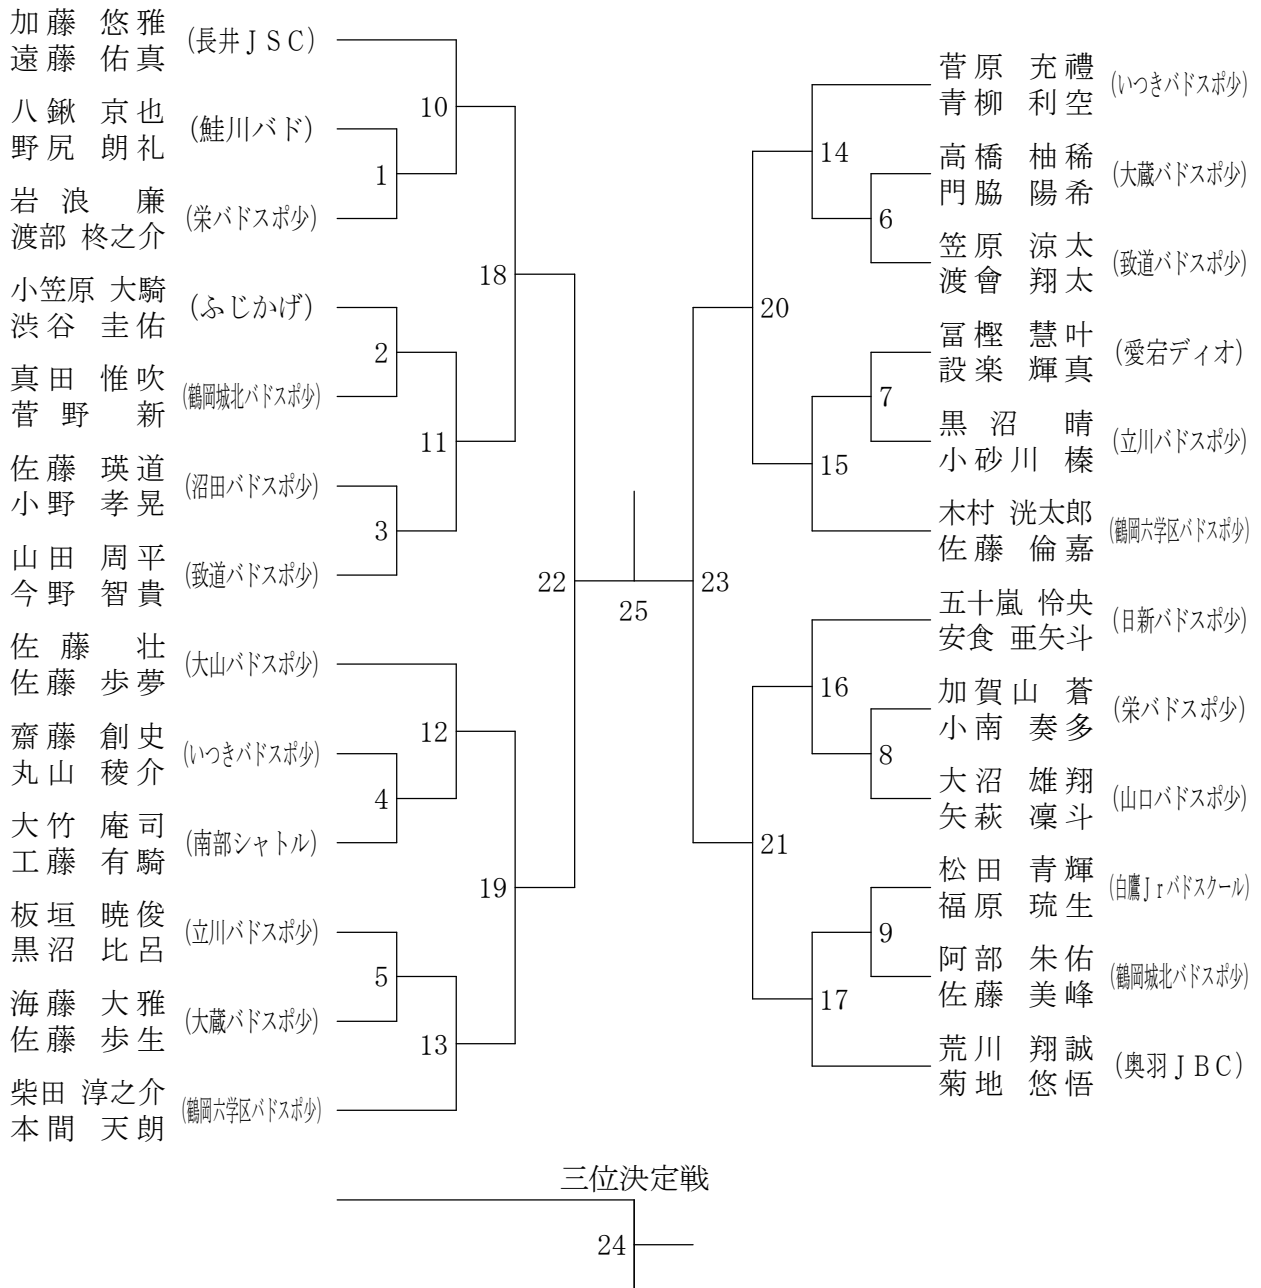 加藤 悠雅
遠藤 佑真
(長井ＪＳＣ)
八鍬 京也
野尻 朗礼
(鮭川バド)
岩浪 廉
渡部 柊之介
(栄バドスポ少)
小笠原 大騎
渋谷 圭佑
(ふじかげ)
真田 惟吹
菅野 新
(鶴岡城北バドスポ少)
佐藤 瑛道
小野 孝晃
(沼田バドスポ少)
山田 周平
今野 智貴
(致道バドスポ少)
佐藤 壮
佐藤 歩夢
(大山バドスポ少)
齋藤 創史
丸山 稜介
(いつきバドスポ少)
大竹 庵司
工藤 有騎
(南部シャトル)
板垣 暁俊
黒沼 比呂
(立川バドスポ少)
海藤 大雅
佐藤 歩生
(大蔵バドスポ少)
柴田 淳之介
本間 天朗
(鶴岡六学区バドスポ少)
1
2
3
4
5
10
11
12
13
18
19
22
25
23
20
21
14
15
16
17
6
7
8
9
菅原 充禮
青柳 利空
(いつきバドスポ少)
高橋 柚稀
門脇 陽希
(大蔵バドスポ少)
笠原 涼太
渡會 翔太
(致道バドスポ少)
冨樫 慧叶
設楽 輝真
(愛宕ディオ)
黒沼 晴
小砂川 榛
(立川バドスポ少)
木村 洸太郎
佐藤 倫嘉
(鶴岡六学区バドスポ少)
五十嵐 怜央
安食 亜矢斗
(日新バドスポ少)
加賀山 蒼
小南 奏多
(栄バドスポ少)
大沼 雄翔
矢萩 凜斗
(山口バドスポ少)
松田 青輝
福原 琉生
(白鷹Ｊｒバドスクール)
阿部 朱佑
佐藤 美峰
(鶴岡城北バドスポ少)
荒川 翔誠
菊地 悠悟
(奥羽ＪＢＣ)
三位決定戦
24